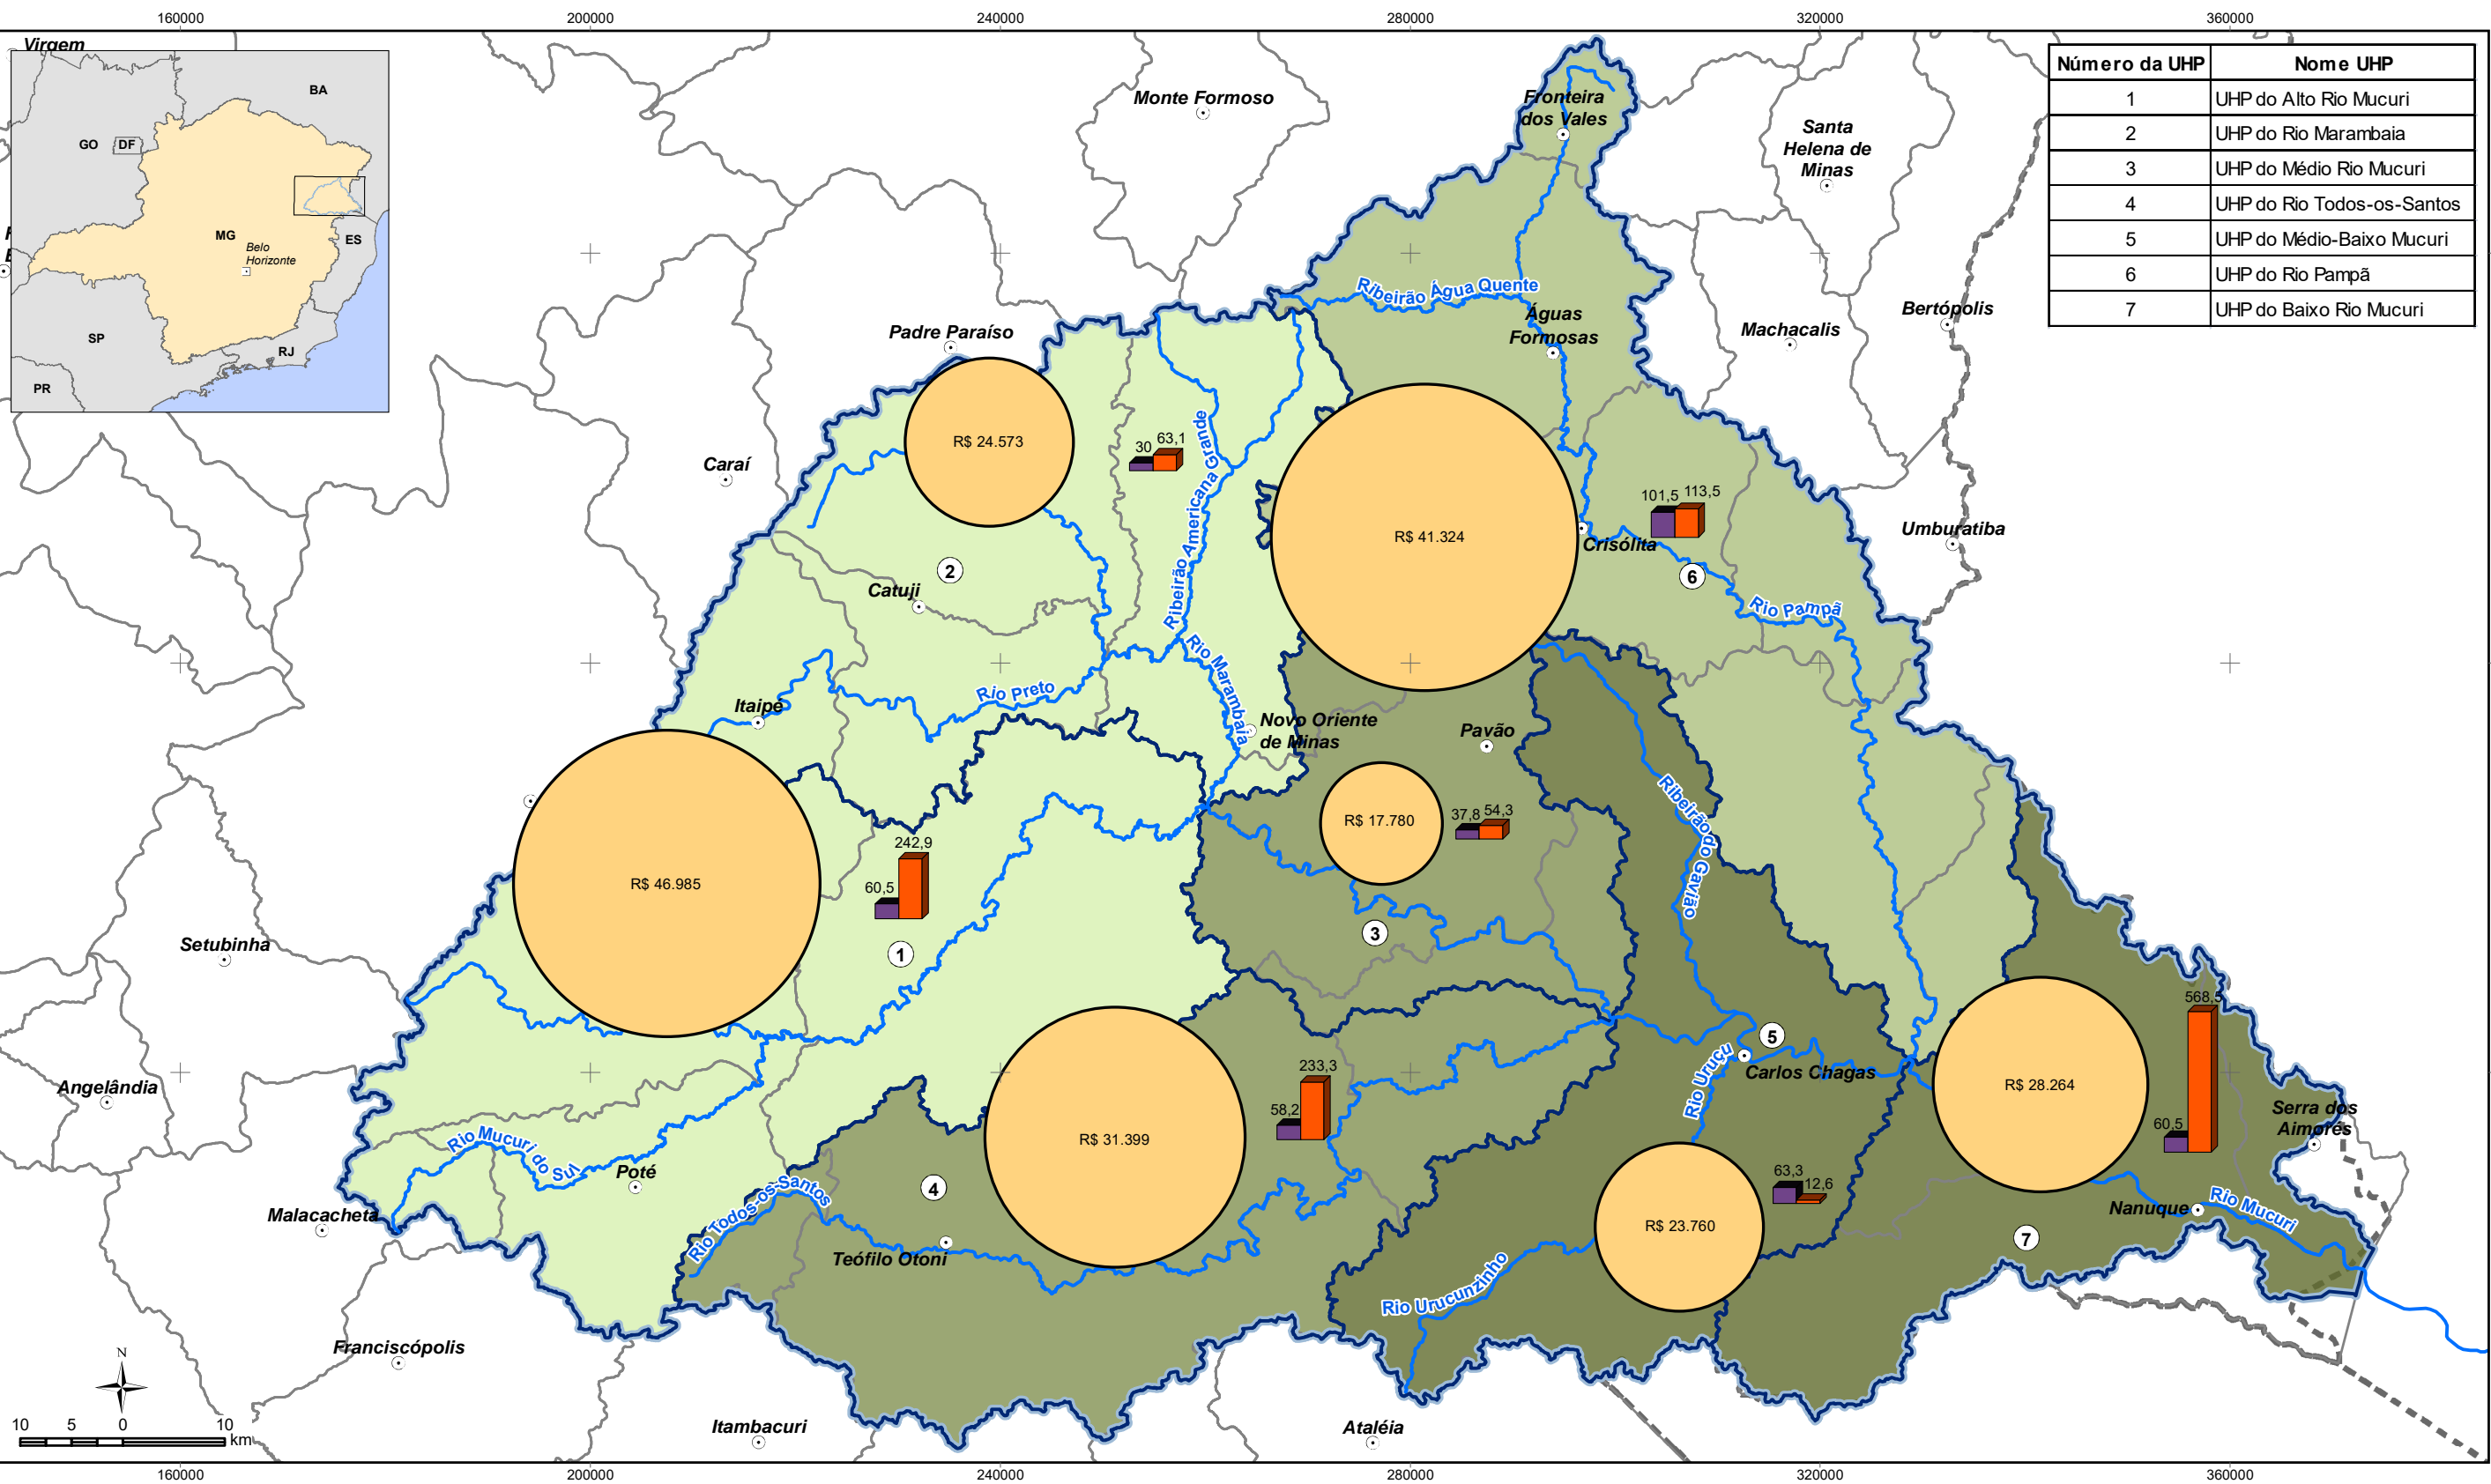 160000
200000
240000
280000
320000
360000
Virgem
BA
GO
DF
MG
Belo
Horizonte
ES
SP
RJ
PR
Número da UHP Nome UHP
1 UHP do Alto Rio Mucuri
2 UHP do Rio Marambaia
3 UHP do Médio Rio Mucuri
4 UHP do Rio Todos-os-Santos
5 UHP do Médio-Baixo Mucuri
6 UHP do Rio Pampã
7 UHP do Baixo Rio Mucuri
Monte Formoso
Fronteira
dos Vales
Santa
Helena de
Minas
Ribeirão Água Quente
Águas
Formosas
Bertópolis
Machacalis
Padre Paraíso
R$ 24.573
30 63,1
Ribeirão Americana Grande
Caraí
R$ 41.324
101,5 113,5
Crisólita
Umburatiba
2
6
Catuji
Rio Pampã
Rio Marambaia
Rio Preto
Itaipé
Novo Oriente
de Minas
Pavão
R$ 17.780
37,8 54,3
Ribeirão do Gavião
R$ 46.985
60,5 242,9
Setubinha
1
3
Angelândia
5
Carlos Chagas
Rio Uruçu
R$ 28.264
60,5 568,5
Serra dos
Aimorés
58,2 233,3
R$ 31.399
Rio Mucuri do Sul
Poté
4
Rio Todos-os-Santos
63,3 12,6
R$ 23.760
Malacacheta
Nanuque
Rio Mucuri
7
Teófilo Otoni
Rio Urucunzinho
Franciscópolis
N
10 5 0 10
km
Itambacuri
Ataléia
160000
200000
240000
280000
320000
360000